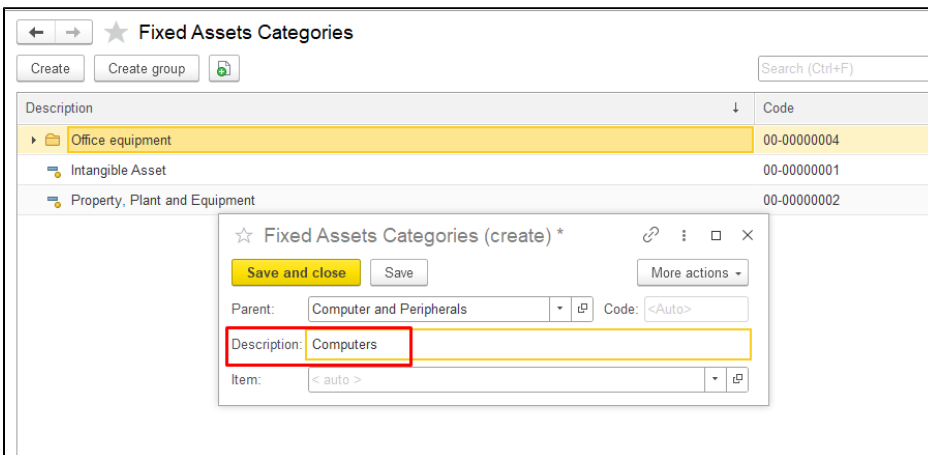 Fixed Assets Categories
Create Create group Search (Ctrl+F)
Description ↓ Code
Office equipment 00-00000004
Intangible Asset 00-00000001
Property, Plant and Equipment 00-00000002
Fixed Assets Categories (create) *
Save and close Save More actions
Parent: Computer and Peripherals Code: <Auto>
Description: Computers
Item: < auto >